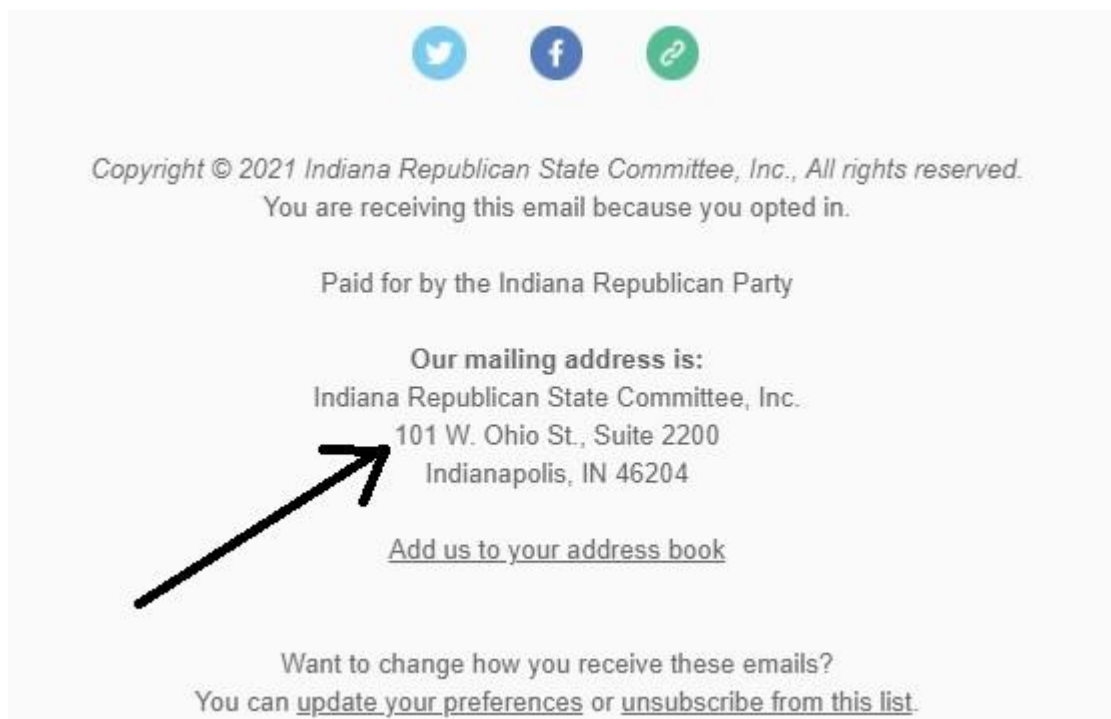 Copyright © 2021 Indiana Republican State Committee, Inc., All rights reserved.
You are receiving this email because you opted in.
Paid for by the Indiana Republican Party
Our mailing address is:
Indiana Republican State Committee, Inc.
101 W. Ohio St., Suite 2200
Indianapolis, IN 46204
Add us to your address book
Want to change how you receive these emails?
You can update your preferences or unsubscribe from this list.